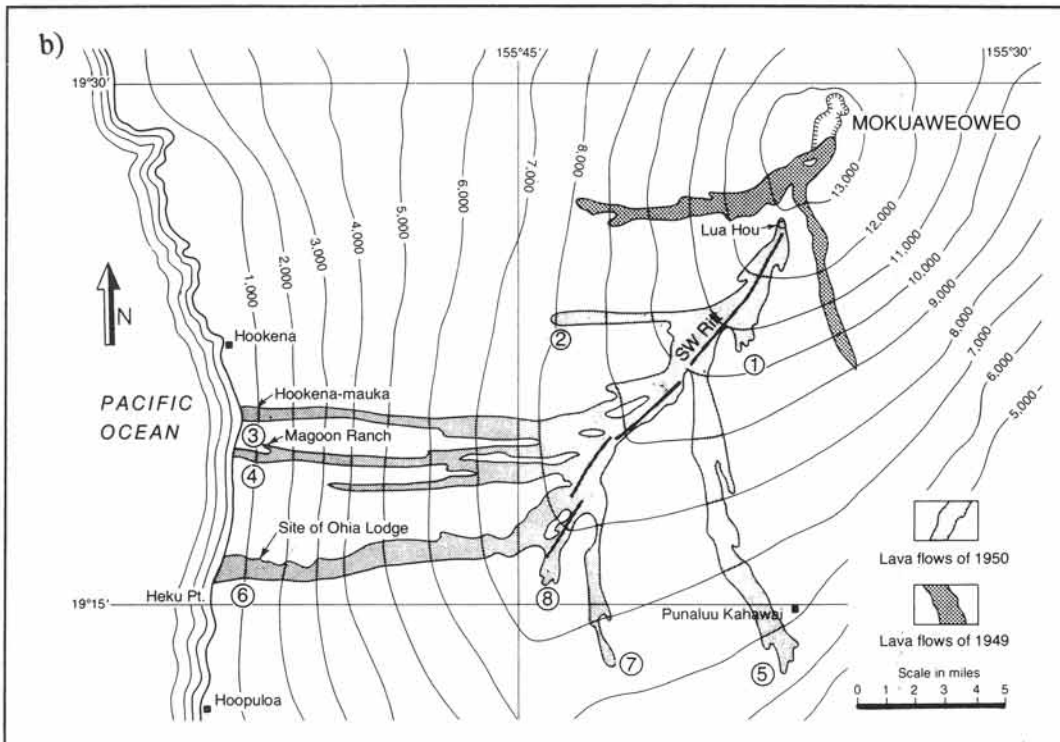 b)
155°45'
155°30'
19°30'
MOKUAWEOWEO
13,000
12,000
11,000
10,000
9,000
8,000
7,000
6,000
5,000
8,000
7,000
6,000
5,000
4,000
3,000
2,000
1,000
Lua Hou
SW Rift
N
Hookena
PACIFIC
OCEAN
Hookena-mauka
Magoon Ranch
Site of Ohia Lodge
Heku Pt.
19°15'
Hoopuloa
Punaluu Kahawai
1
2
3
4
5
6
7
8
Lava flows of 1950
Lava flows of 1949
Scale in miles
0 1 2 3 4 5